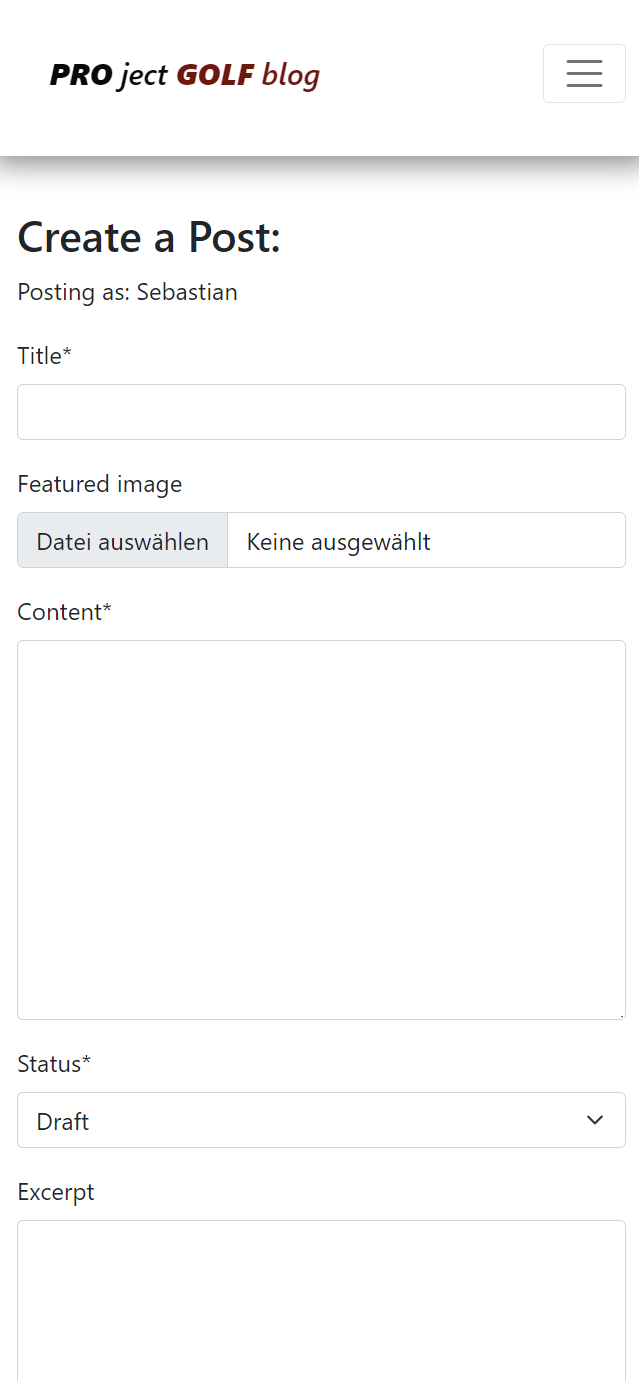 PRO ject GOLF blog
Create a Post:
Posting as: Sebastian
Title*
Featured image
Datei auswählen Keine ausgewählt
Content*
Status*
Draft
Excerpt